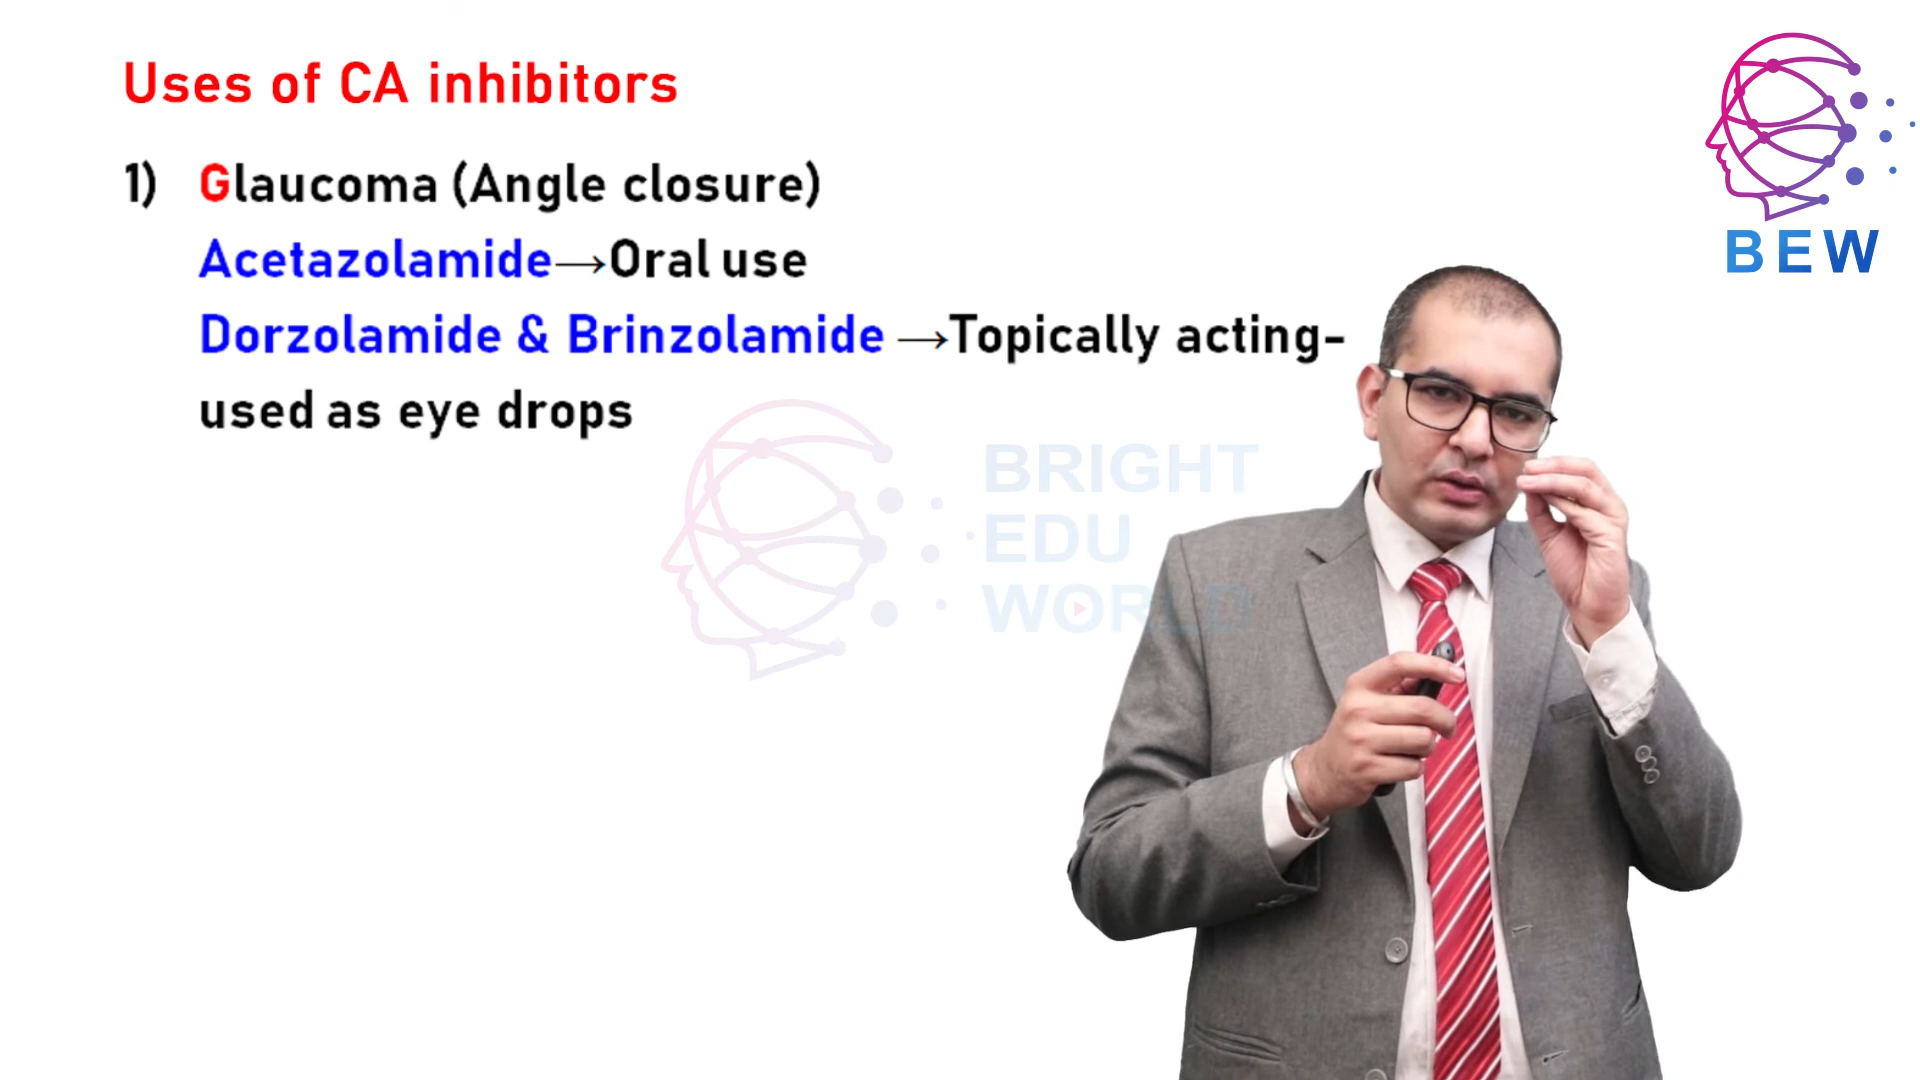 Uses of CA inhibitors
1) Glaucoma (Angle closure)
Acetazolamide→Oral use
Dorzolamide & Brinzolamide →Topically acting-
used as eye drops
BEW
BRIGHT
EDU
WORLD